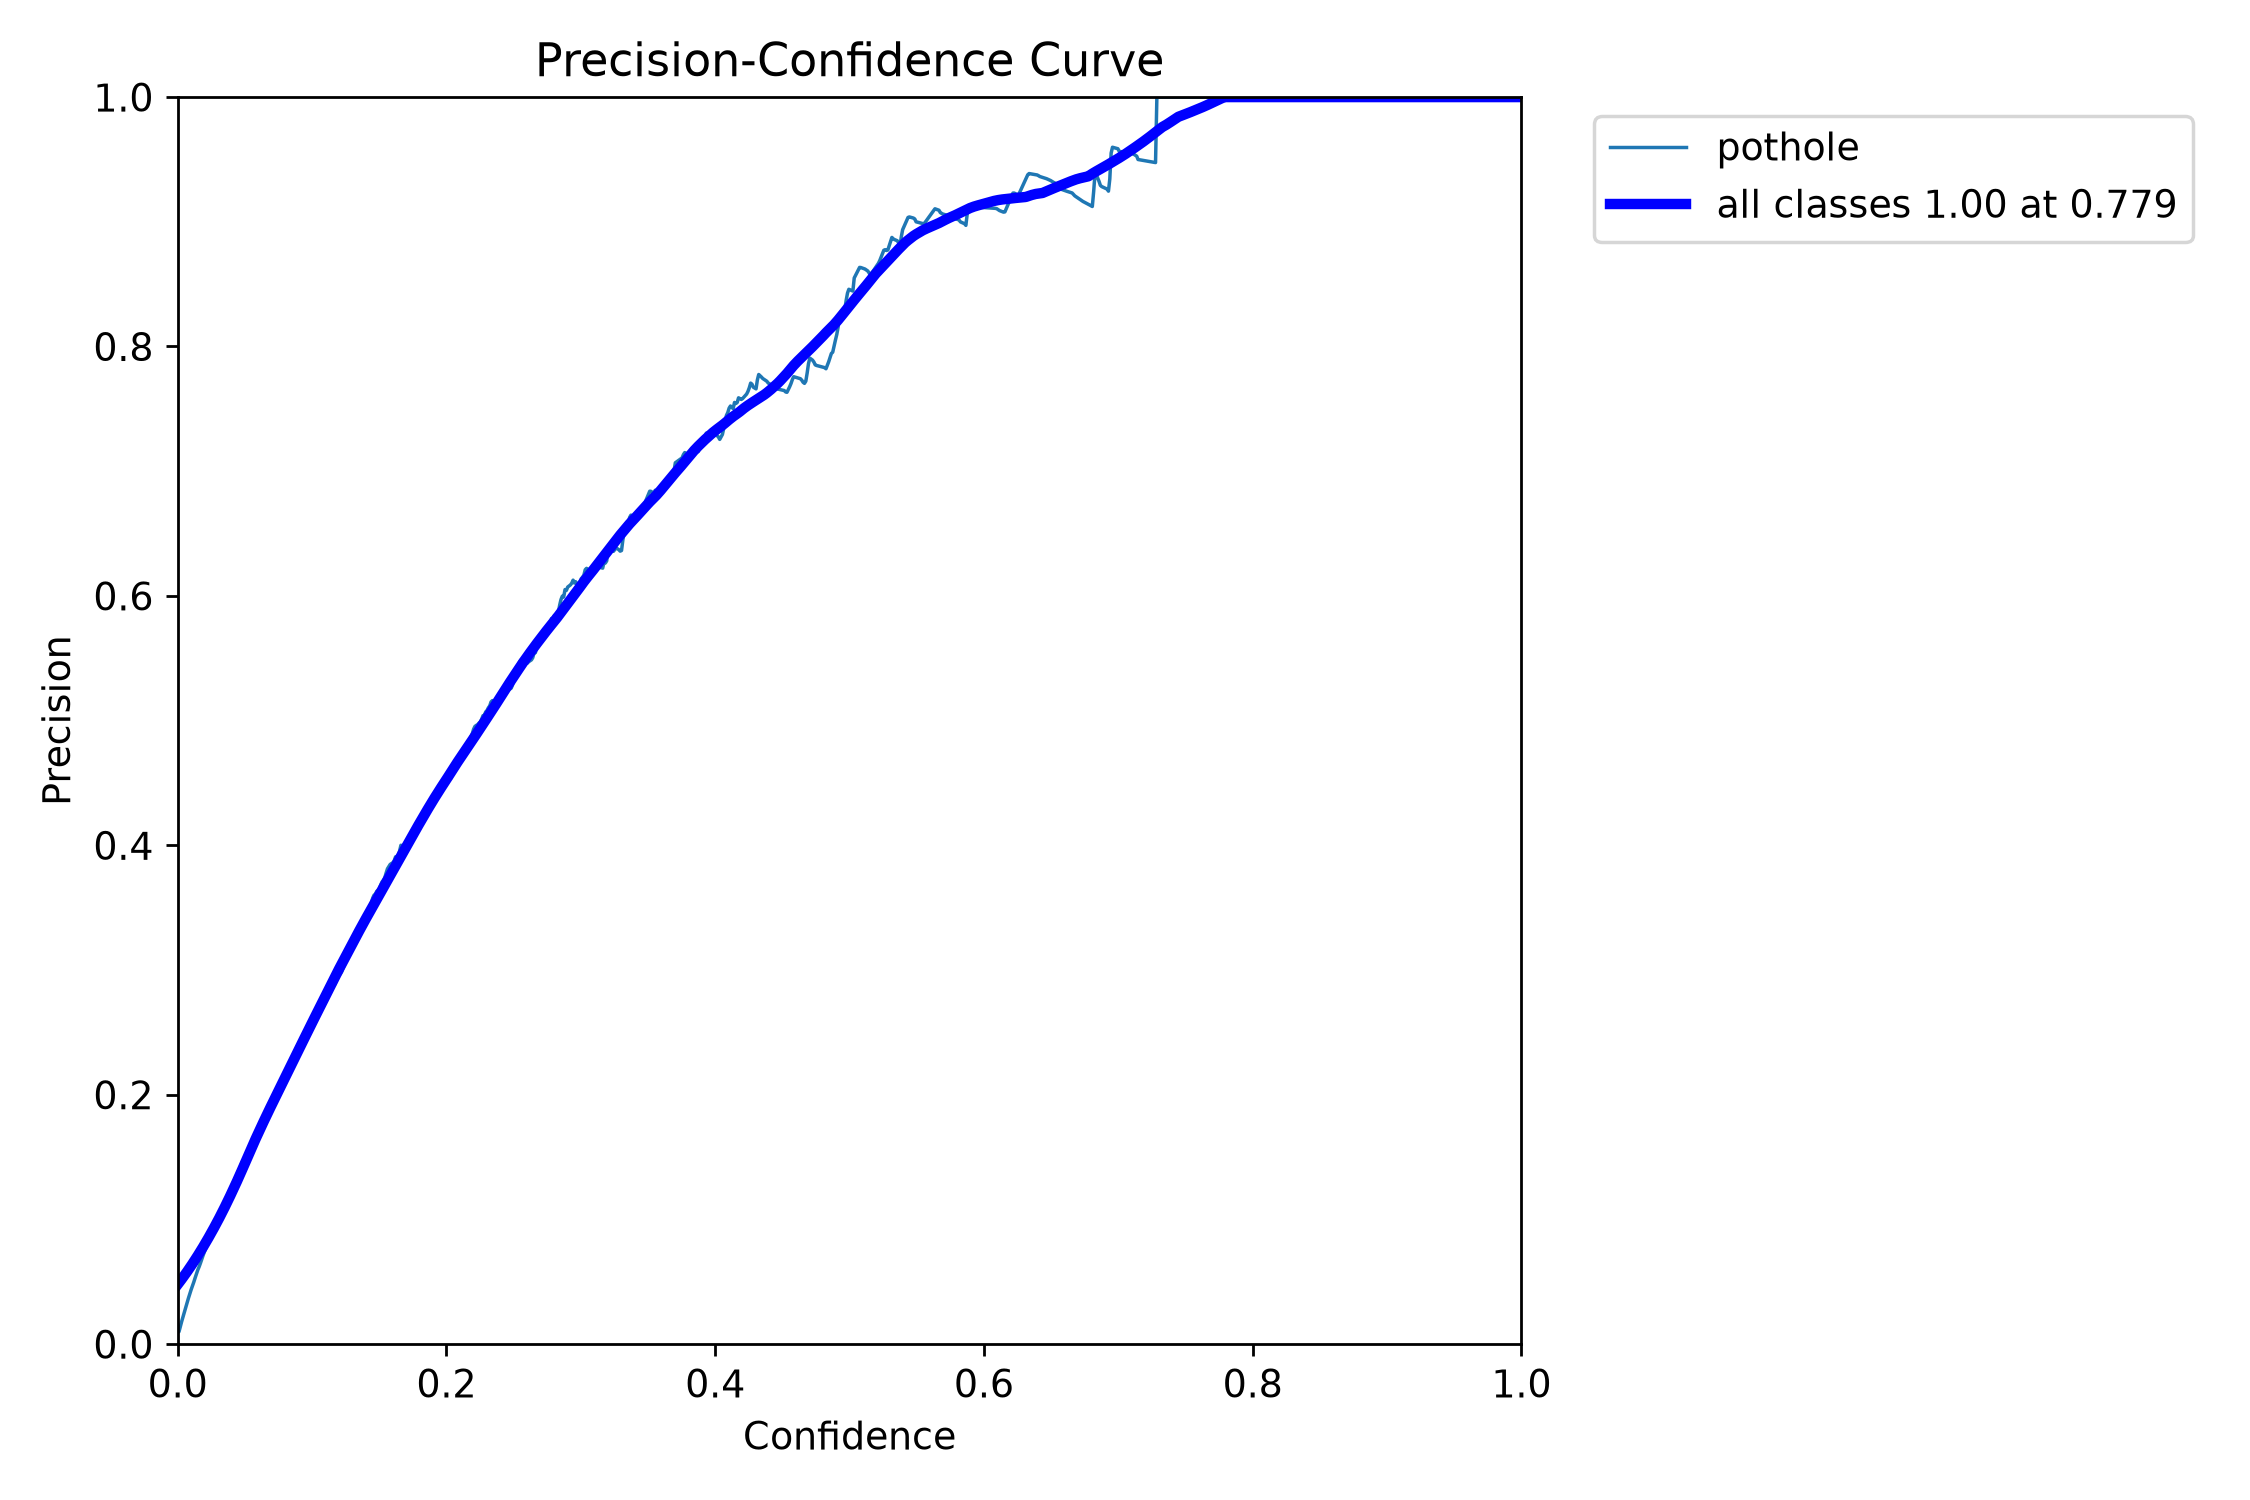 Precision-Confidence Curve
1.0
0.8
0.6
0.4
0.2
0.0
Precision
0.0 0.2 0.4 0.6 0.8 1.0
Confidence
pothole
all classes 1.00 at 0.779